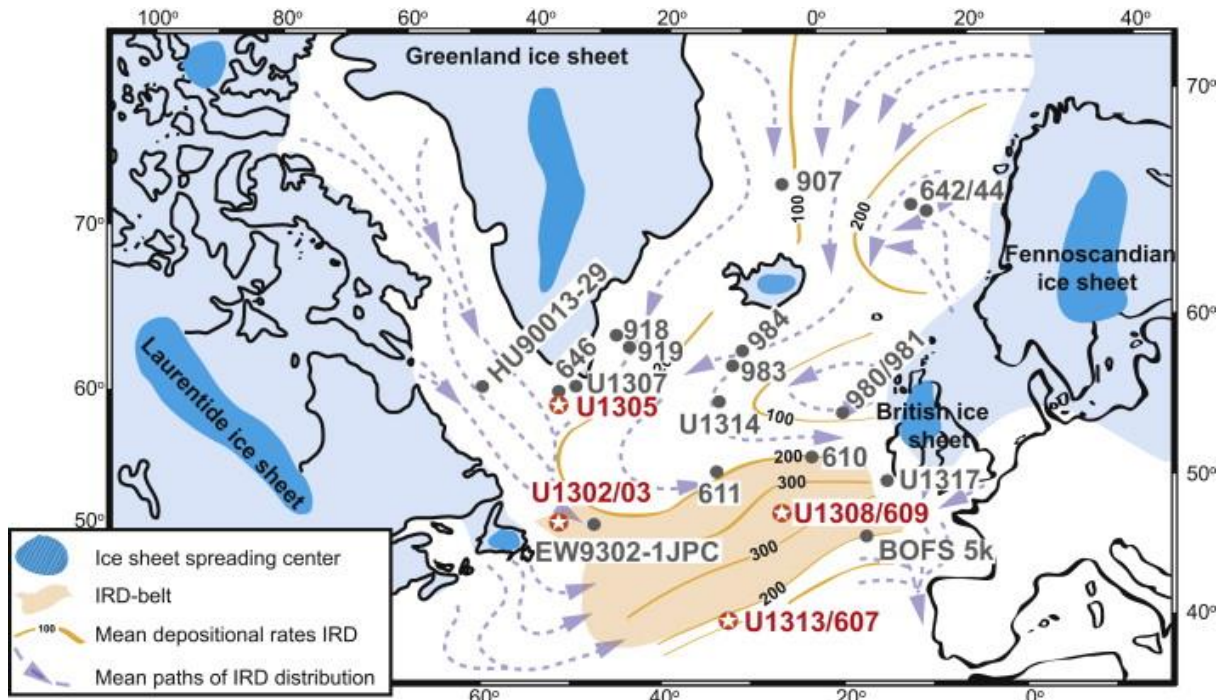 100°
80°
60°
40°
20°
0°
20°
40°
Greenland ice sheet
70°
70°
907
642/44
100
200
Fennoscandian
ice sheet
60°
HU90013-29
918
919
984
983
646
U1307
U1305
60°
980/981
Laurentide ice sheet
U1314
100
British ice
sheet
200
610
611
300
U1317
50°
U1302/03
50°
U1308/609
EW9302-1JPC
BOFS 5k
300
200
U1313/607
40°
Ice sheet spreading center
IRD-belt
100
Mean depositional rates IRD
Mean paths of IRD distribution
60°
40°
20°
0°